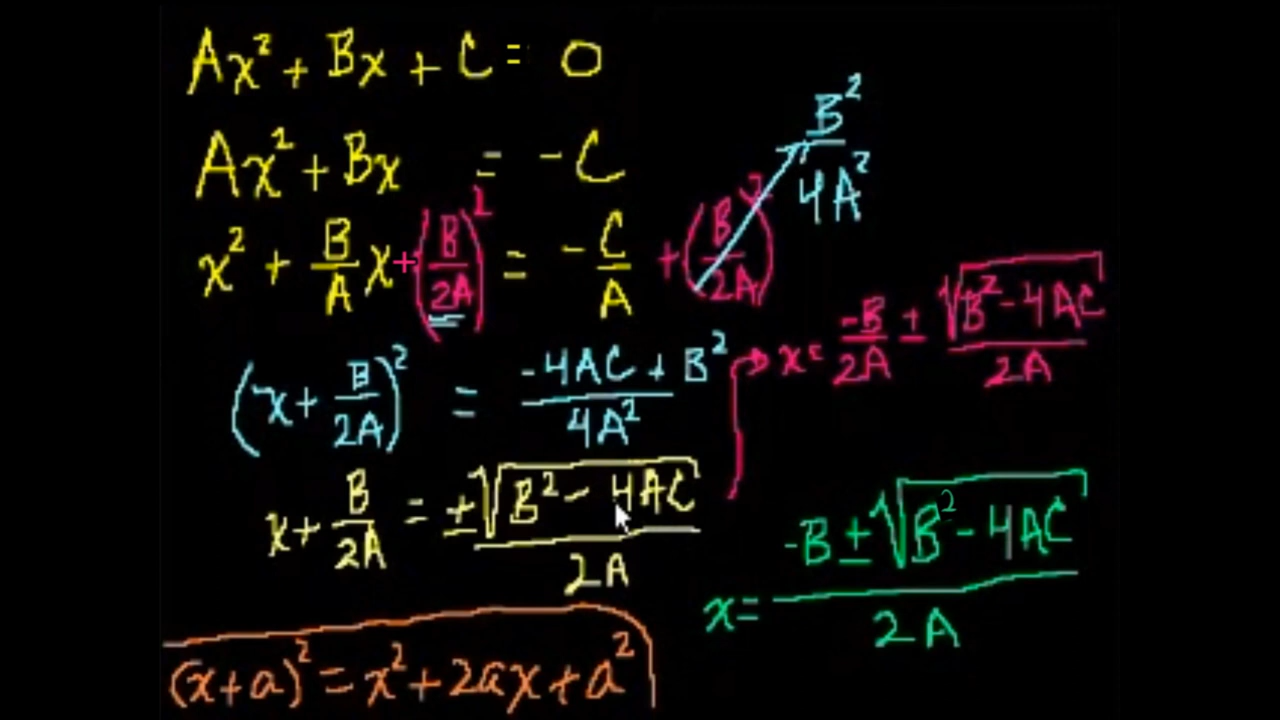 Ax² + Bx + C = 0
Ax² + Bx = -C
x² + B/A x + (B/2A)² = -C/A + (B/2A)²
B²/4A²
(x + B/2A)² = (-4AC + B²)/4A²
x + B/2A = ±√(B² - 4AC)/2A
x = -B/2A ± √(B² - 4AC)/2A
x = (-B ± √(B² - 4AC))/2A
(x+a)² = x² + 2ax + a²